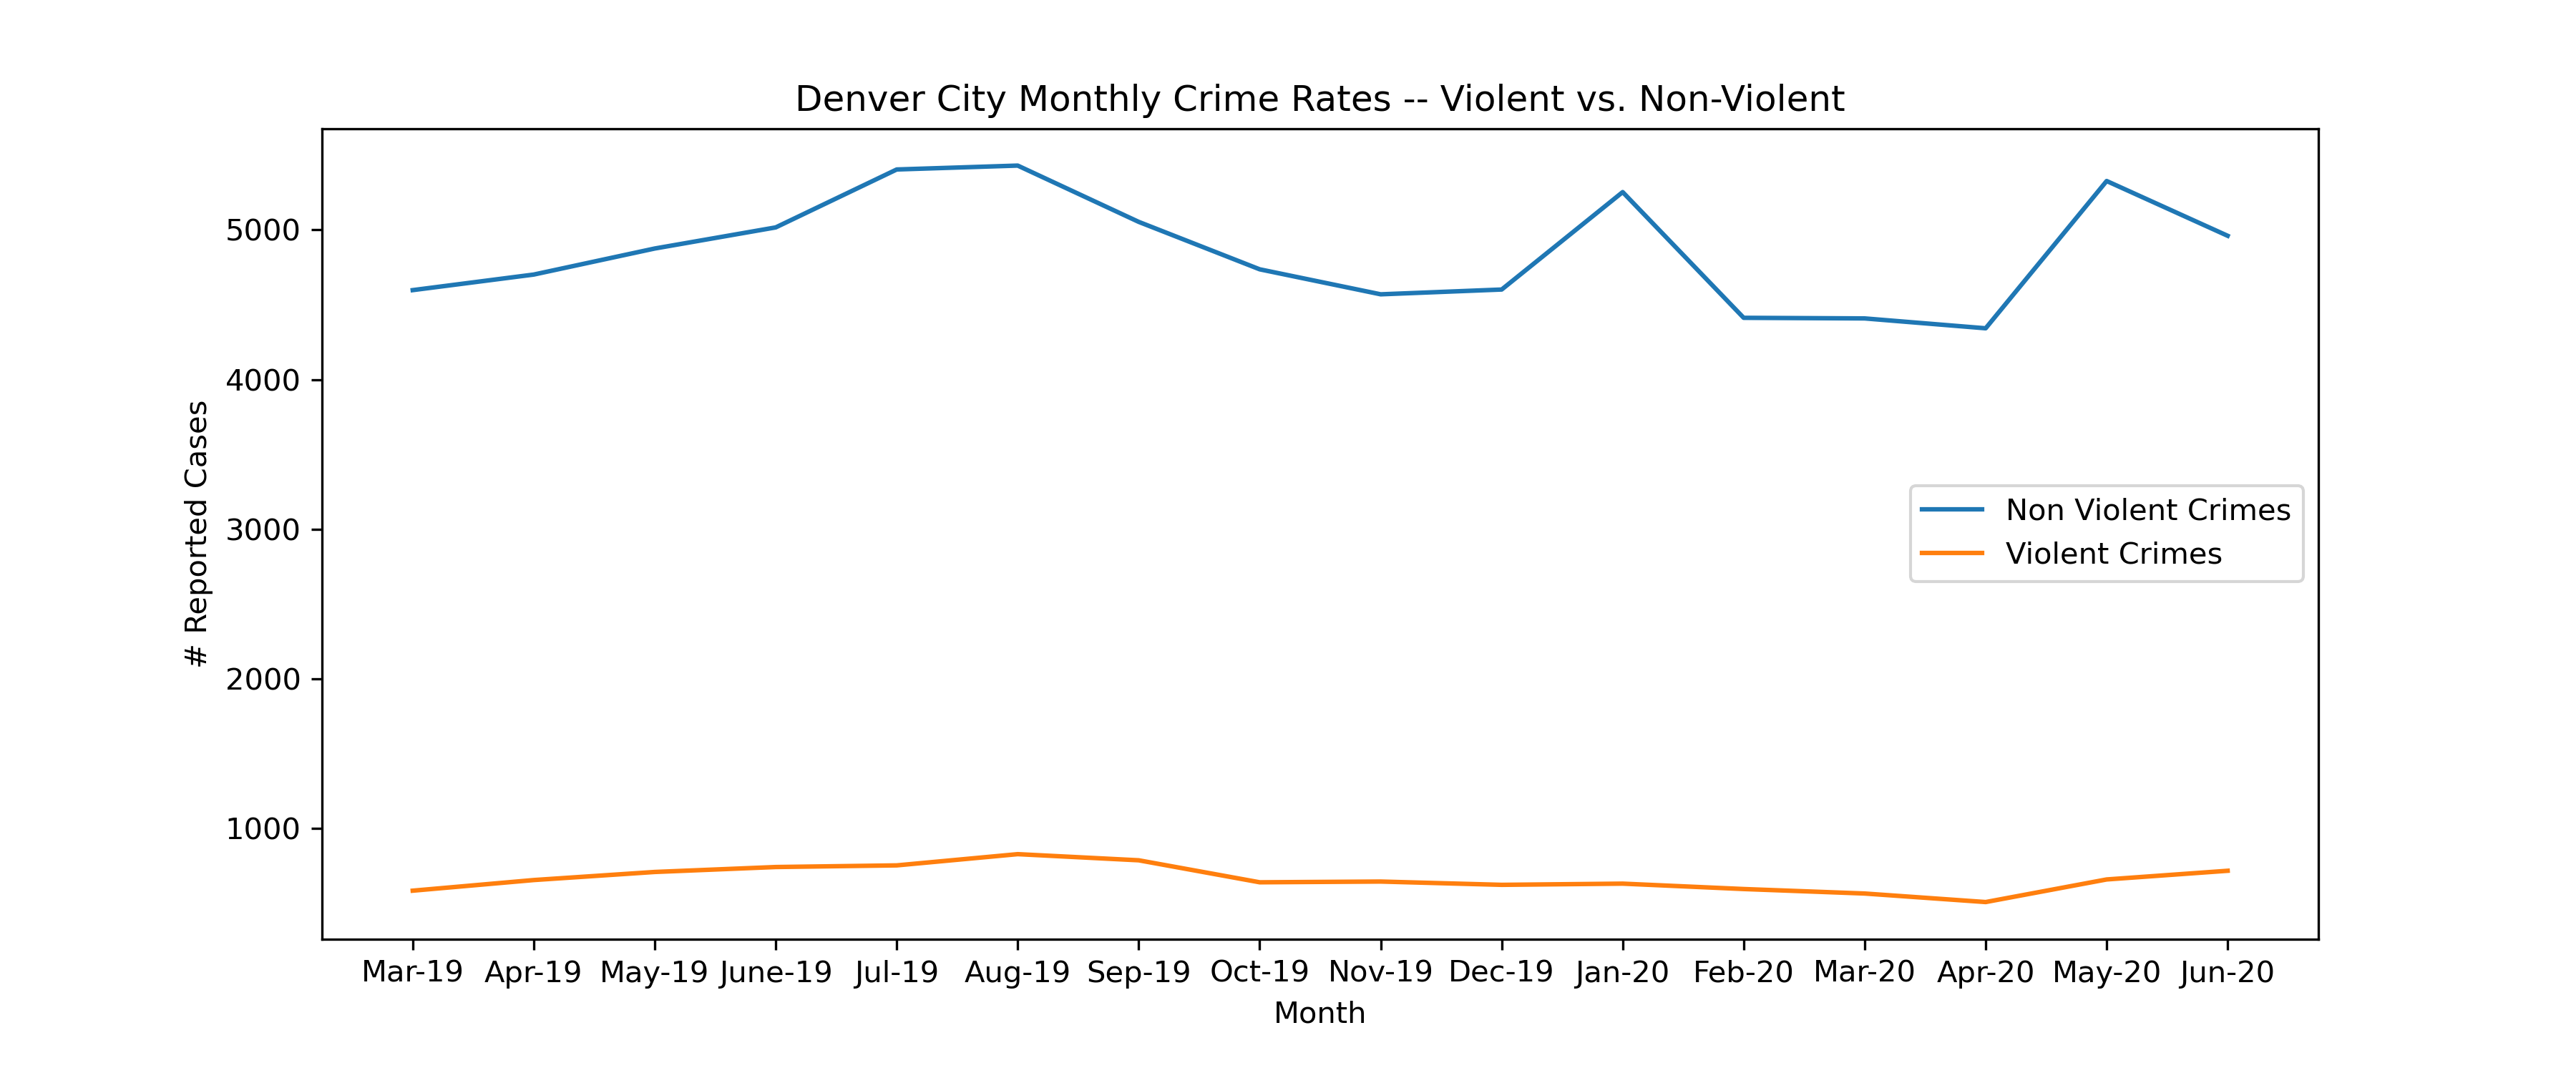 Denver City Monthly Crime Rates -- Violent vs. Non-Violent
# Reported Cases
5000
4000
3000
2000
1000
Non Violent Crimes
Violent Crimes
Mar-19 Apr-19 May-19 June-19 Jul-19 Aug-19 Sep-19 Oct-19 Nov-19 Dec-19 Jan-20 Feb-20 Mar-20 Apr-20 May-20 Jun-20
Month